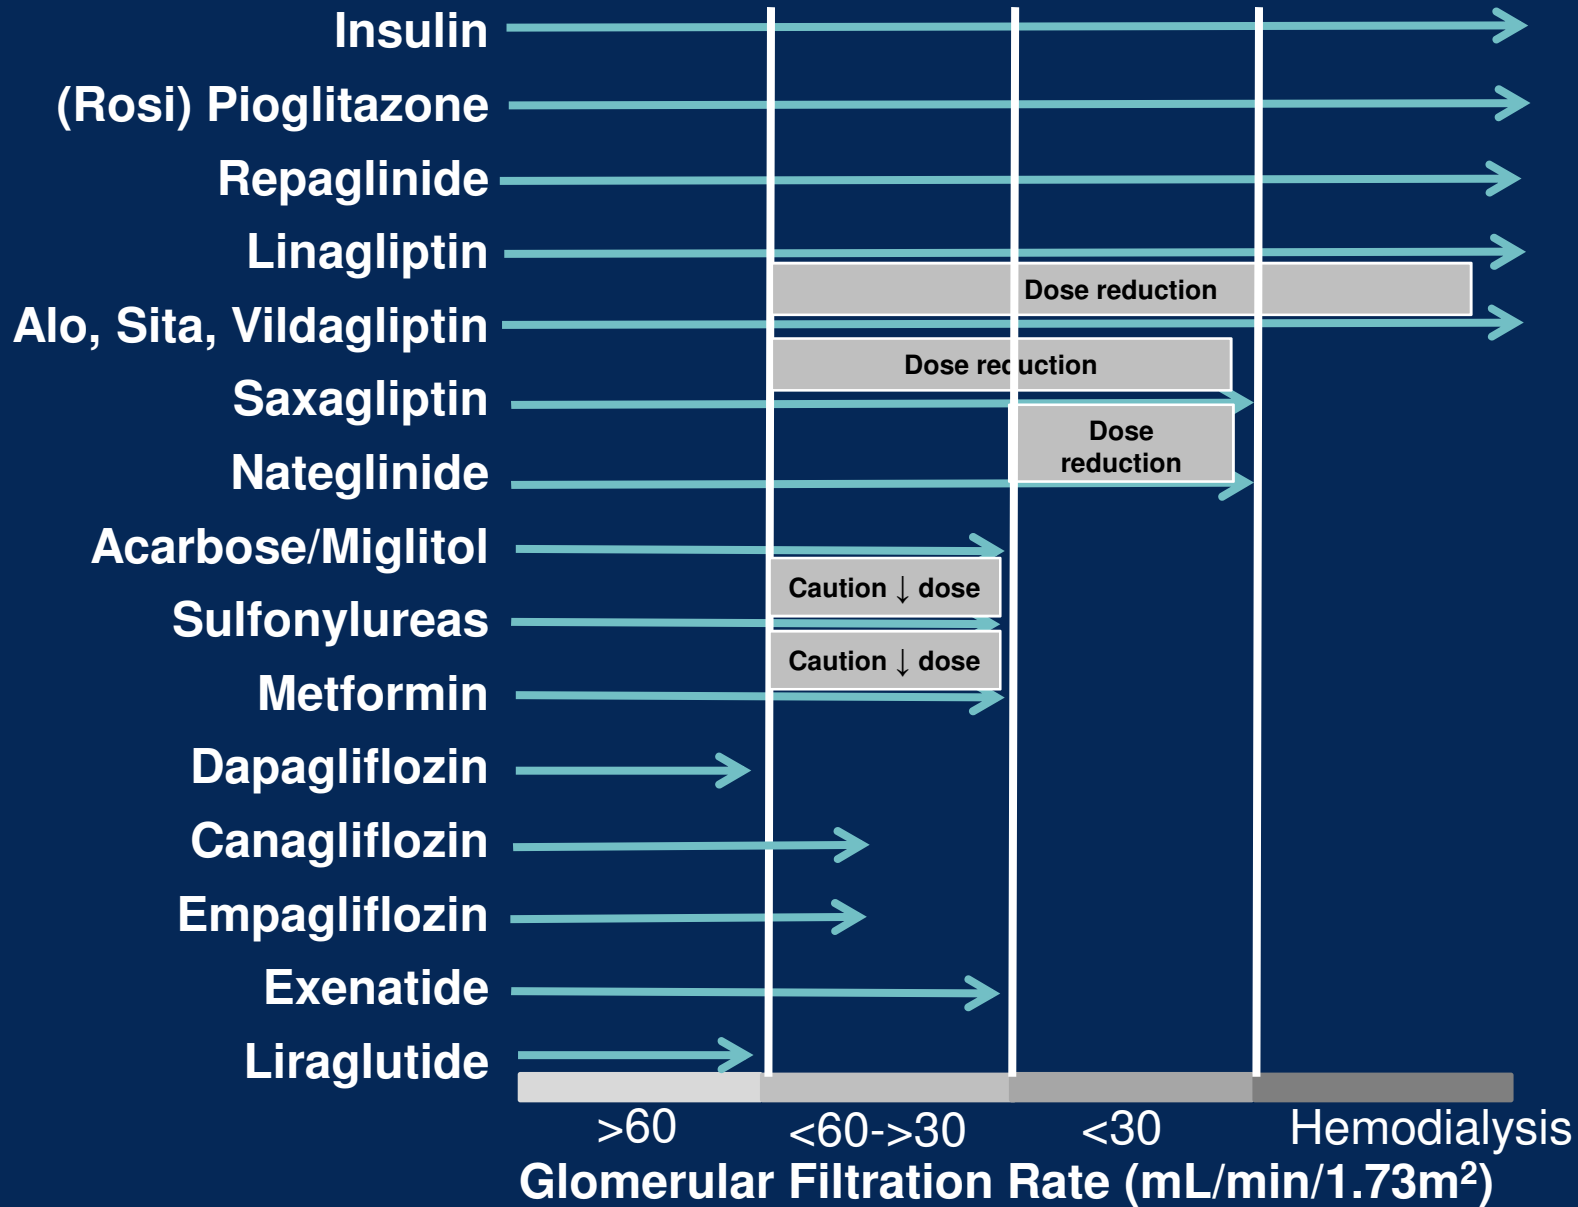 Insulin
(Rosi) Pioglitazone
Repaglinide
Linagliptin
Dose reduction
Alo, Sita, Vildagliptin
Dose reduction
Saxagliptin
Dose
reduction
Nateglinide
Acarbose/Miglitol
Caution ↓ dose
Sulfonylureas
Caution ↓ dose
Metformin
Dapagliflozin
Canagliflozin
Empagliflozin
Exenatide
Liraglutide
>60 <60->30 <30 Hemodialysis
Glomerular Filtration Rate (mL/min/1.73m²)